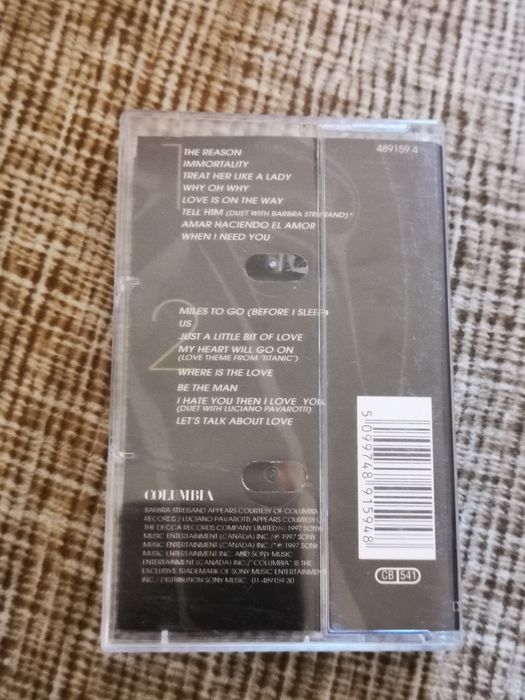 489159 4
1
THE REASON
IMMORTALITY
TREAT HER LIKE A LADY
WHY OH WHY
LOVE IS ON THE WAY
TELL HIM (DUET WITH BARBRA STREISAND)*
AMAR HACIENDO EL AMOR
WHEN I NEED YOU
2
MILES TO GO (BEFORE I SLEEP)
US
JUST A LITTLE BIT OF LOVE
MY HEART WILL GO ON
(LOVE THEME FROM 'TITANIC')
WHERE IS THE LOVE
BE THE MAN
I HATE YOU THEN I LOVE YOU
(DUET WITH LUCIANO PAVAROTTI)
LET'S TALK ABOUT LOVE
5 099748 915948
COLUMBIA
BARBRA STREISAND APPEARS COURTESY OF COLUMBIA
RECORDS / LUCIANO PAVAROTTI APPEARS COURTESY OF
THE DECCA RECORDS COMPANY LIMITED/℗ 1997 SONY
MUSIC ENTERTAINMENT (CANADA) INC./℗ 1997 SONY
MUSIC ENTERTAINMENT (CANADA) INC./*℗ 1997 SONY
MUSIC ENTERTAINMENT INC. AND SONY MUSIC
ENTERTAINMENT (CANADA) INC./"COLUMBIA" IS THE
EXCLUSIVE TRADEMARK OF SONY MUSIC ENTERTAINMENT
INC./ DISTRIBUTION SONY MUSIC 01-489159-30
CB 541